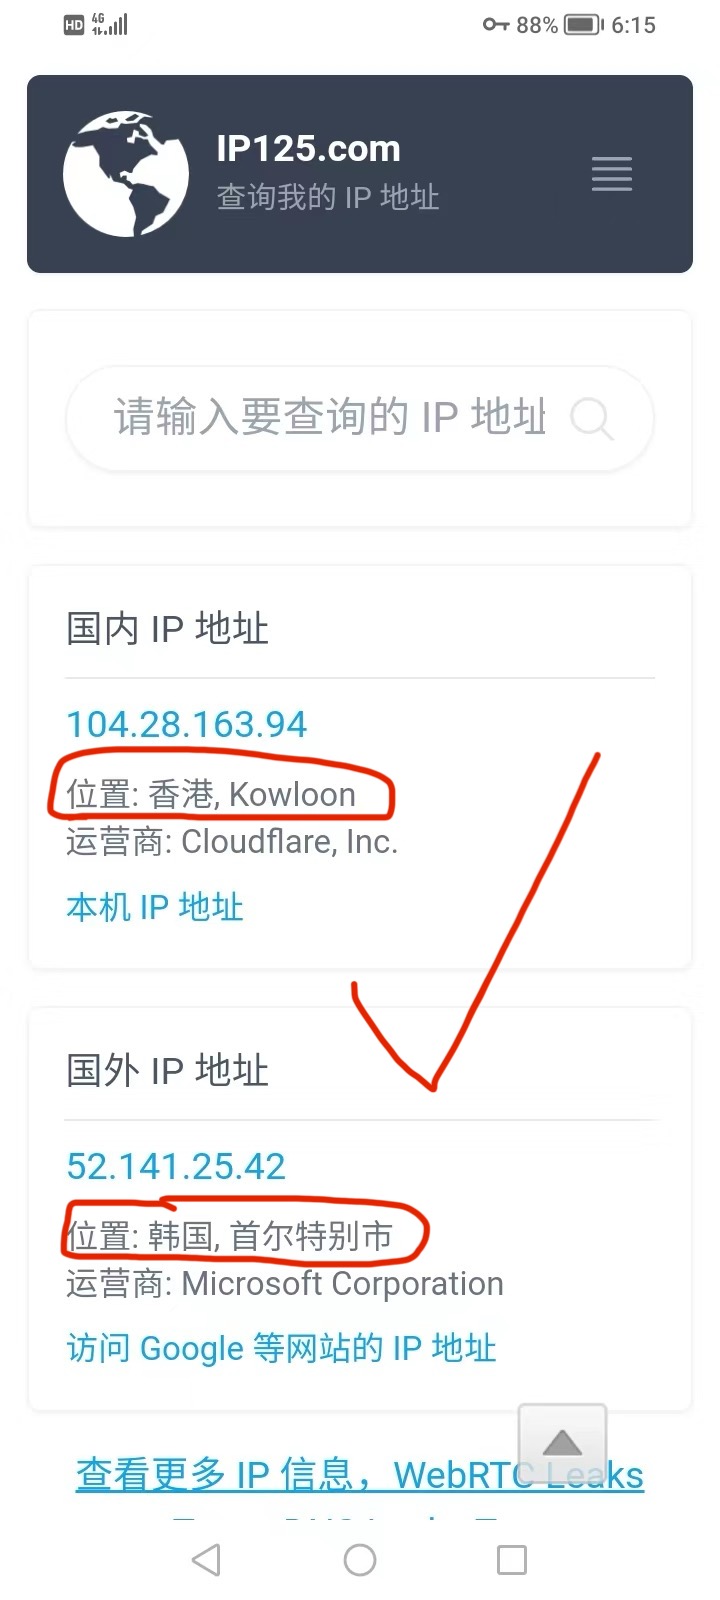 HD 4G 88% 6:15
IP125.com
查询我的 IP 地址
请输入要查询的 IP 地址
国内 IP 地址
104.28.163.94
位置: 香港, Kowloon
运营商: Cloudflare, Inc.
本机 IP 地址
国外 IP 地址
52.141.25.42
位置: 韩国, 首尔特别市
运营商: Microsoft Corporation
访问 Google 等网站的 IP 地址
查看更多 IP 信息，WebRTC Leaks